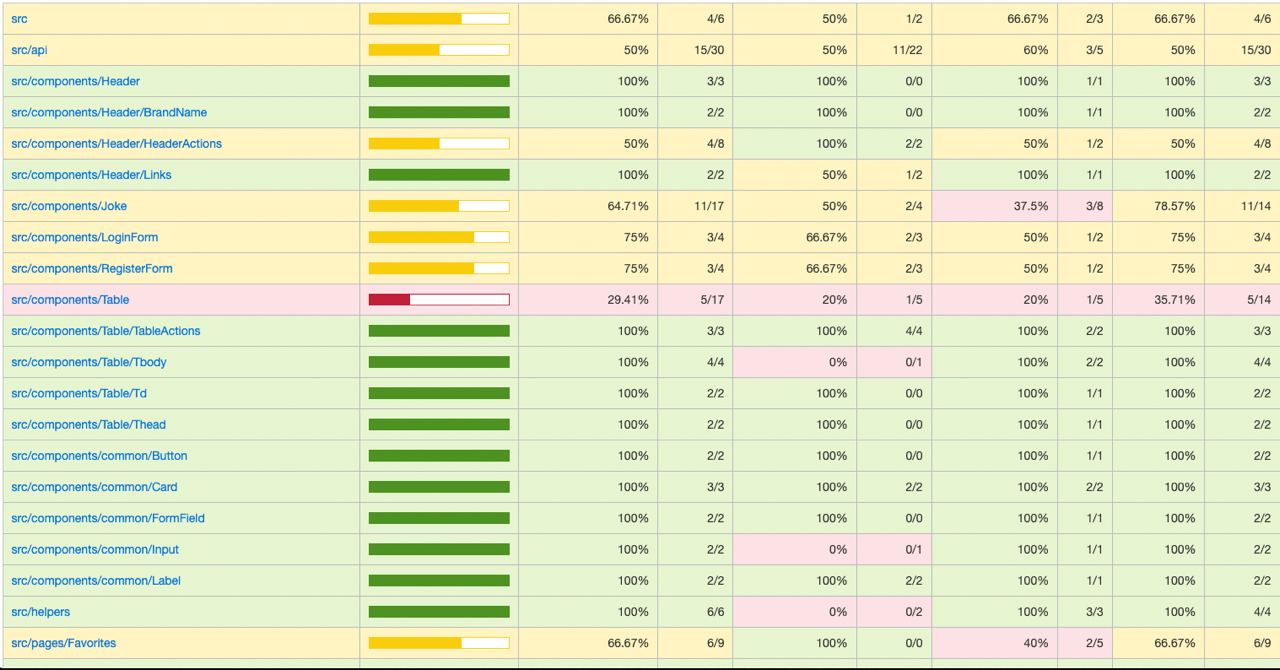 src 66.67% 4/6 50% 1/2 66.67% 2/3 66.67% 4/6
src/api 50% 15/30 50% 11/22 60% 3/5 50% 15/30
src/components/Header 100% 3/3 100% 0/0 100% 1/1 100% 3/3
src/components/Header/BrandName 100% 2/2 100% 0/0 100% 1/1 100% 2/2
src/components/Header/HeaderActions 50% 4/8 100% 2/2 50% 1/2 50% 4/8
src/components/Header/Links 100% 2/2 50% 1/2 100% 1/1 100% 2/2
src/components/Joke 64.71% 11/17 50% 2/4 37.5% 3/8 78.57% 11/14
src/components/LoginForm 75% 3/4 66.67% 2/3 50% 1/2 75% 3/4
src/components/RegisterForm 75% 3/4 66.67% 2/3 50% 1/2 75% 3/4
src/components/Table 29.41% 5/17 20% 1/5 20% 1/5 35.71% 5/14
src/components/Table/TableActions 100% 3/3 100% 4/4 100% 2/2 100% 3/3
src/components/Table/Tbody 100% 4/4 0% 0/1 100% 2/2 100% 4/4
src/components/Table/Td 100% 2/2 100% 0/0 100% 1/1 100% 2/2
src/components/Table/Thead 100% 2/2 100% 0/0 100% 1/1 100% 2/2
src/components/common/Button 100% 2/2 100% 0/0 100% 1/1 100% 2/2
src/components/common/Card 100% 3/3 100% 2/2 100% 2/2 100% 3/3
src/components/common/FormField 100% 2/2 100% 0/0 100% 1/1 100% 2/2
src/components/common/Input 100% 2/2 0% 0/1 100% 1/1 100% 2/2
src/components/common/Label 100% 2/2 100% 2/2 100% 1/1 100% 2/2
src/helpers 100% 6/6 0% 0/2 100% 3/3 100% 4/4
src/pages/Favorites 66.67% 6/9 100% 0/0 40% 2/5 66.67% 6/9